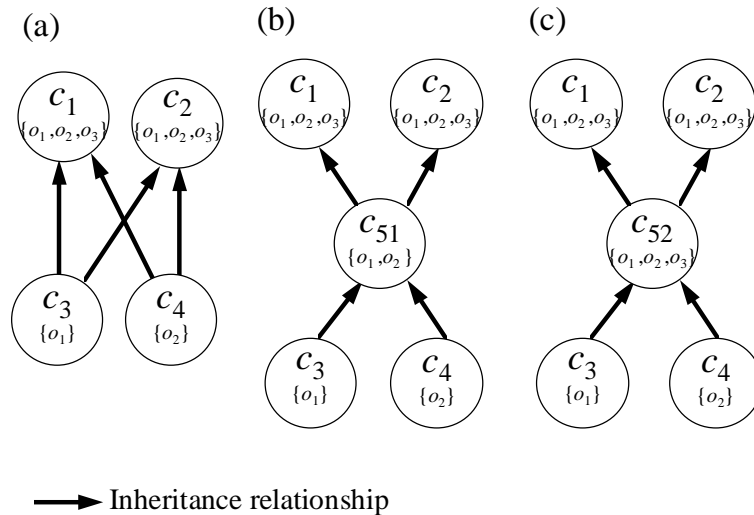 (a)
c1
{o1 ,o2 ,o3}
c2
{o1 ,o2 ,o3}
c3
{o1}
c4
{o2}
(b)
c1
{o1 ,o2 ,o3}
c2
{o1 ,o2 ,o3}
c51
{o1 ,o2 }
c3
{o1}
c4
{o2}
(c)
c1
{o1 ,o2 ,o3}
c2
{o1 ,o2 ,o3}
c52
{o1 ,o2 ,o3}
c3
{o1}
c4
{o2}
Inheritance relationship